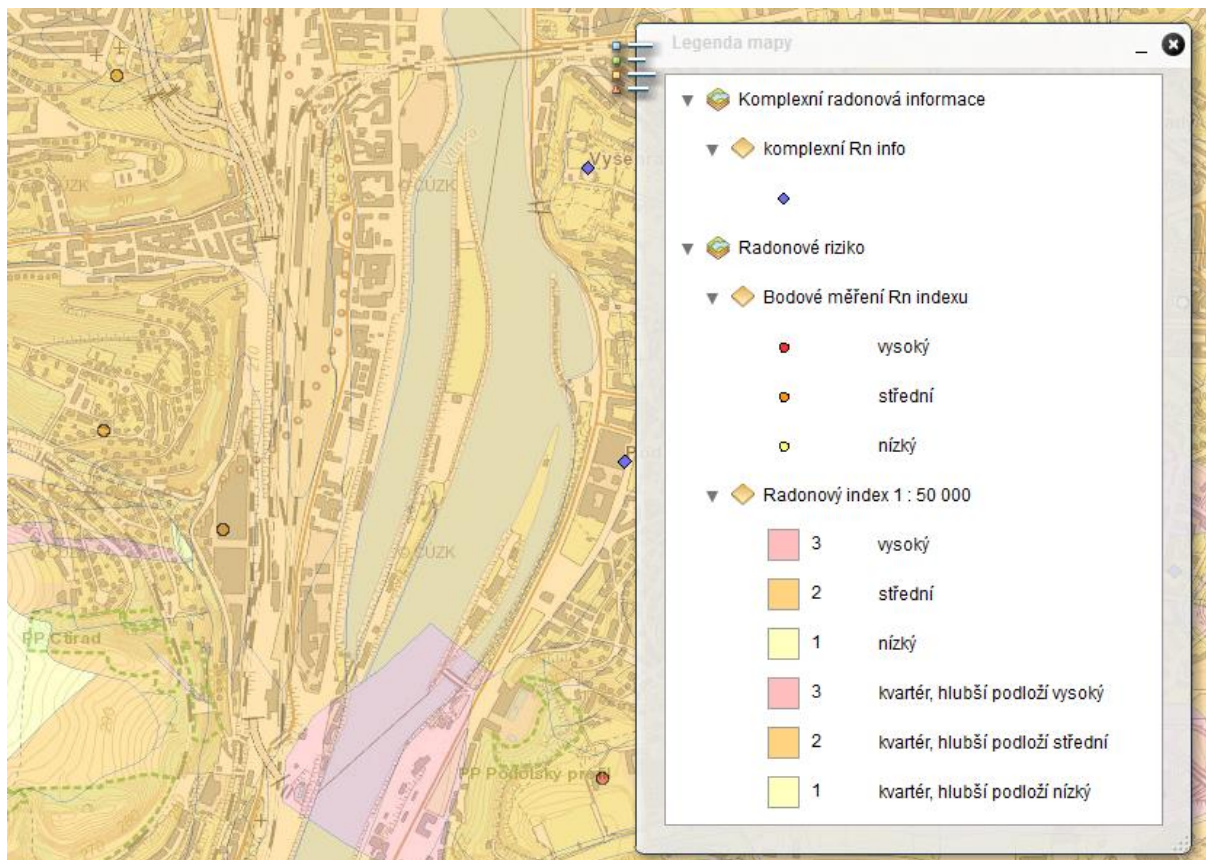 Legenda mapy
Komplexní radonová informace
komplexní Rn info
Radonové riziko
Bodové měření Rn indexu
vysoký
střední
nízký
Radonový index 1 : 50 000
3 vysoký
2 střední
1 nízký
3 kvartér, hlubší podloží vysoký
2 kvartér, hlubší podloží střední
1 kvartér, hlubší podloží nízký
Vltava
© ČÚZK
ČÚZK
© ČÚZK
210
PP Ctirad
PP Podolský profil